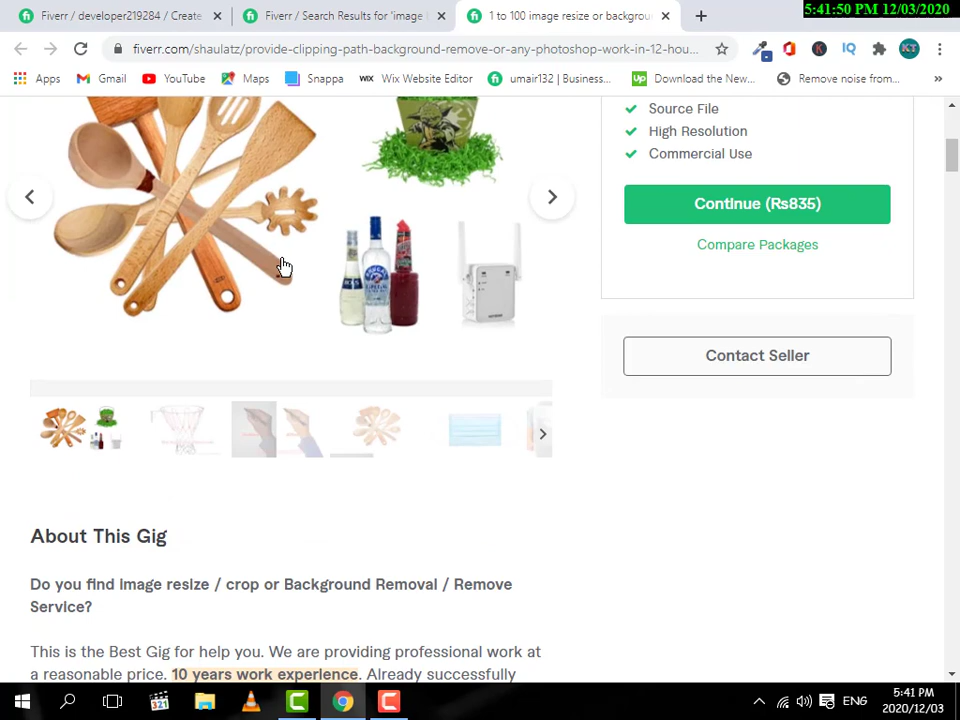 5:41:50 PM 12/03/2020
Fiverr / developer219284 / Create
Fiverr / Search Results for 'image
1 to 100 image resize or backgrou
fiverr.com/shaulatz/provide-clipping-path-background-remove-or-any-photoshop-work-in-12-hou...
Apps
Gmail
YouTube
Maps
Snappa
Wix Website Editor
umair132 | Business...
Download the New...
Remove noise from...
Source File
High Resolution
Commercial Use
Continue (Rs835)
Compare Packages
Contact Seller
About This Gig
Do you find image resize / crop or Background Removal / Remove
Service?
This is the Best Gig for help you. We are providing professional work at
a reasonable price. 10 years work experience. Already successfully
ENG
5:41 PM
2020/12/03